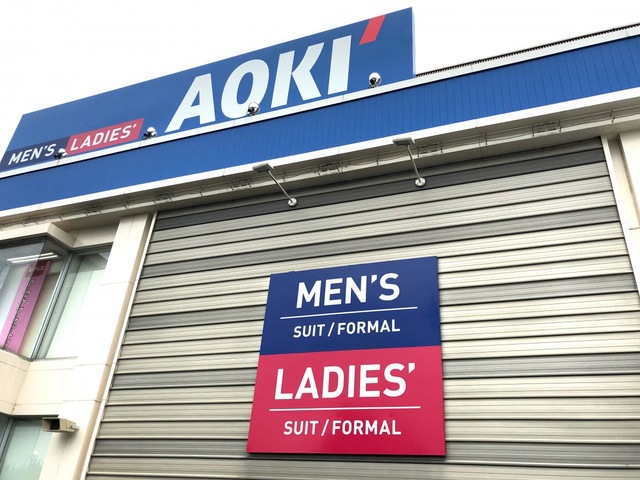 AOKI'
MEN'S LADIES'
MEN'S
SUIT / FORMAL
LADIES'
SUIT / FORMAL